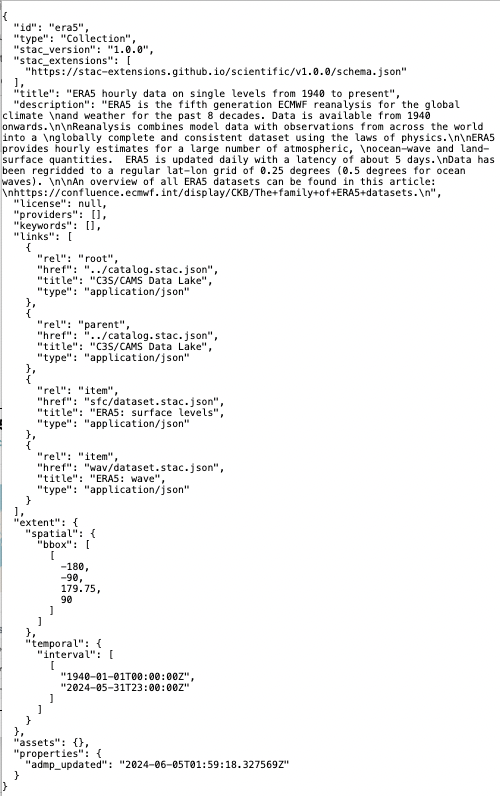 {
  "id": "era5",
  "type": "Collection",
  "stac_version": "1.0.0",
  "stac_extensions": [
    "https://stac-extensions.github.io/scientific/v1.0.0/schema.json"
  ],
  "title": "ERA5 hourly data on single levels from 1940 to present",
  "description": "ERA5 is the fifth generation ECMWF reanalysis for the global
climate \nand weather for the past 8 decades. Data is available from 1940
onwards.\n\nReanalysis combines model data with observations from across the world
into a \nglobally complete and consistent dataset using the laws of physics.\n\nERA5
provides hourly estimates for a large number of atmospheric, \nocean-wave and land-
surface quantities.  ERA5 is updated daily with a latency of about 5 days.\nData has
been regridded to a regular lat-lon grid of 0.25 degrees (0.5 degrees for ocean
waves). \n\nAn overview of all ERA5 datasets can be found in this article:
\nhttps://confluence.ecmwf.int/display/CKB/The+family+of+ERA5+datasets.\n",
  "license": null,
  "providers": [],
  "keywords": [],
  "links": [
    {
      "rel": "root",
      "href": "../catalog.stac.json",
      "title": "C3S/CAMS Data Lake",
      "type": "application/json"
    },
    {
      "rel": "parent",
      "href": "../catalog.stac.json",
      "title": "C3S/CAMS Data Lake",
      "type": "application/json"
    },
    {
      "rel": "item",
      "href": "sfc/dataset.stac.json",
      "title": "ERA5: surface levels",
      "type": "application/json"
    },
    {
      "rel": "item",
      "href": "wav/dataset.stac.json",
      "title": "ERA5: wave",
      "type": "application/json"
    }
  ],
  "extent": {
    "spatial": {
      "bbox": [
        [
          -180,
          -90,
          179.75,
          90
        ]
      ]
    },
    "temporal": {
      "interval": [
        [
          "1940-01-01T00:00:00Z",
          "2024-05-31T23:00:00Z"
        ]
      ]
    }
  },
  "assets": {},
  "properties": {
    "admp_updated": "2024-06-05T01:59:18.327569Z"
  }
}